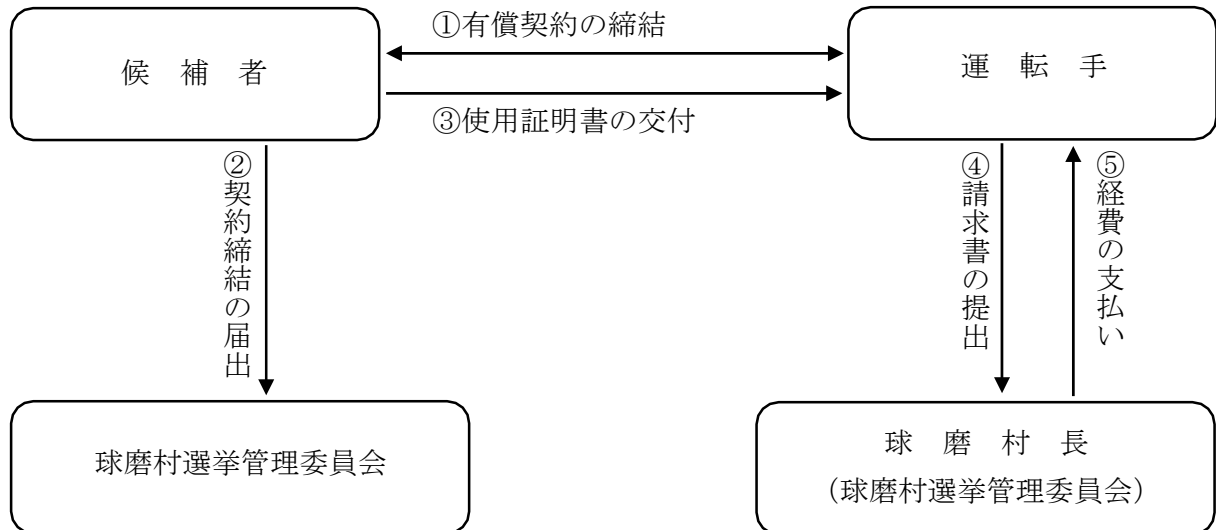 ①有償契約の締結
候　補　者
運　転　手
③使用証明書の交付
②契約締結の届出
④請求書の提出
⑤経費の支払い
球磨村選挙管理委員会
球　磨　村　長
（球磨村選挙管理委員会）